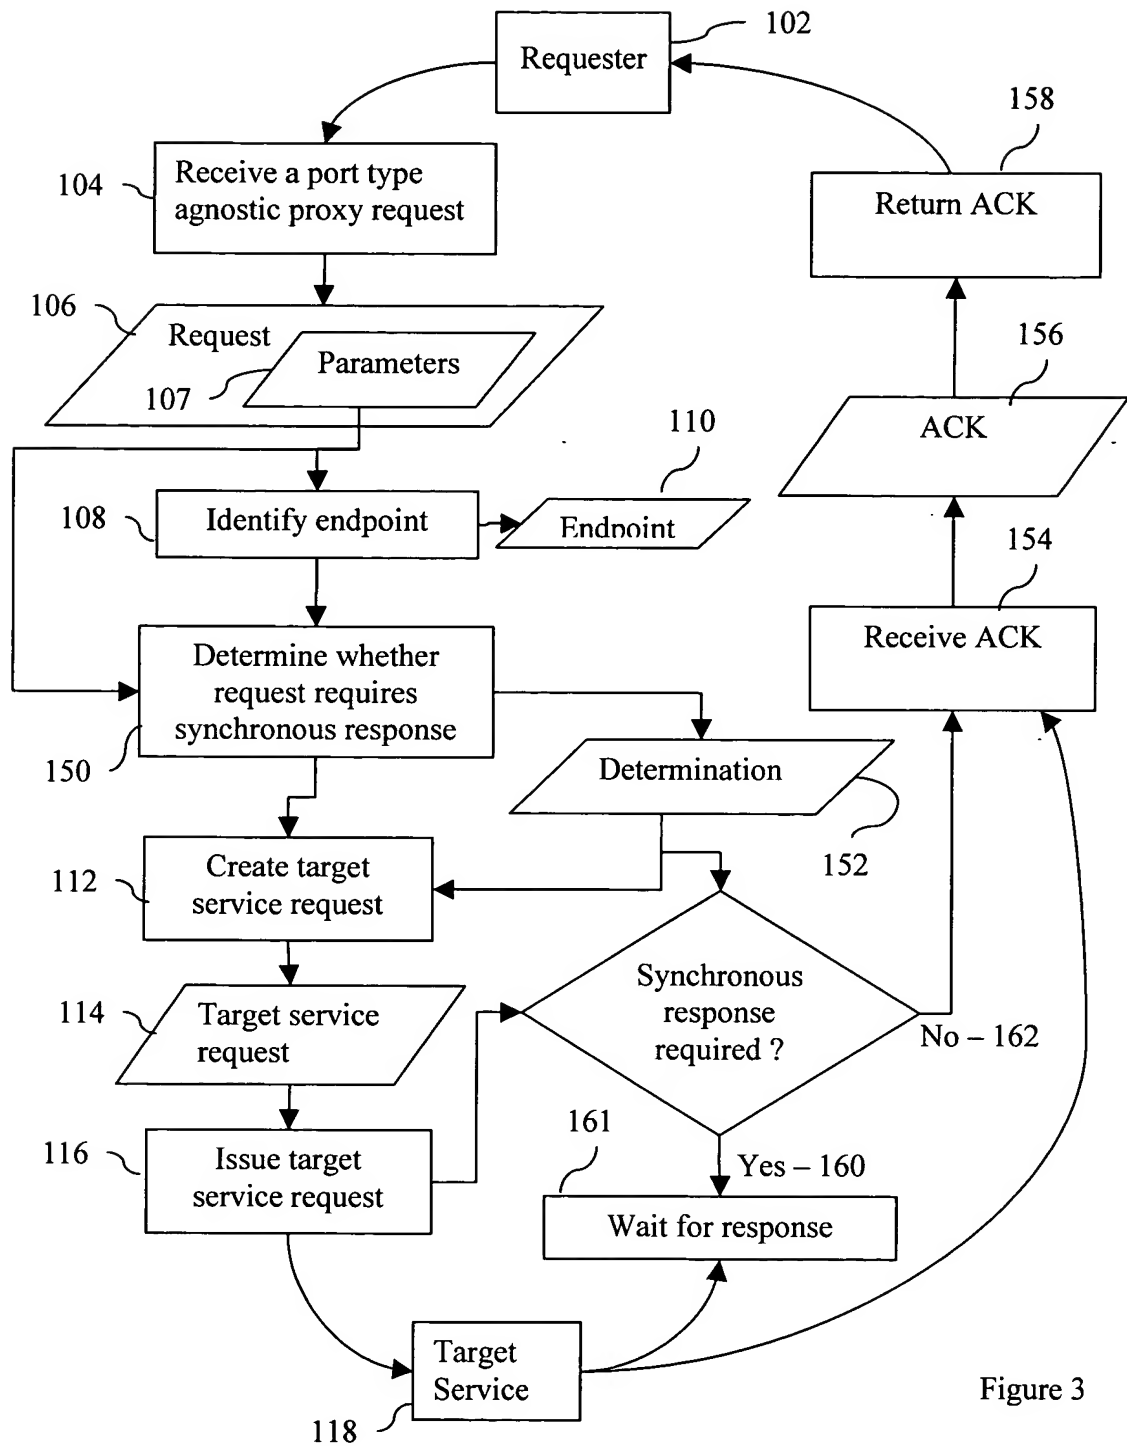 Requester
102
158
Receive a port type
agnostic proxy request
104
Return ACK
106
Request
Parameters
107
156
ACK
110
108
Identify endpoint
Endpoint
154
Receive ACK
Determine whether
request requires
synchronous response
150
Determination
152
Create target
service request
112
Synchronous
response
required ?
No – 162
114
Target service
request
161
116
Issue target
service request
Yes – 160
Wait for response
Target
Service
118
Figure 3